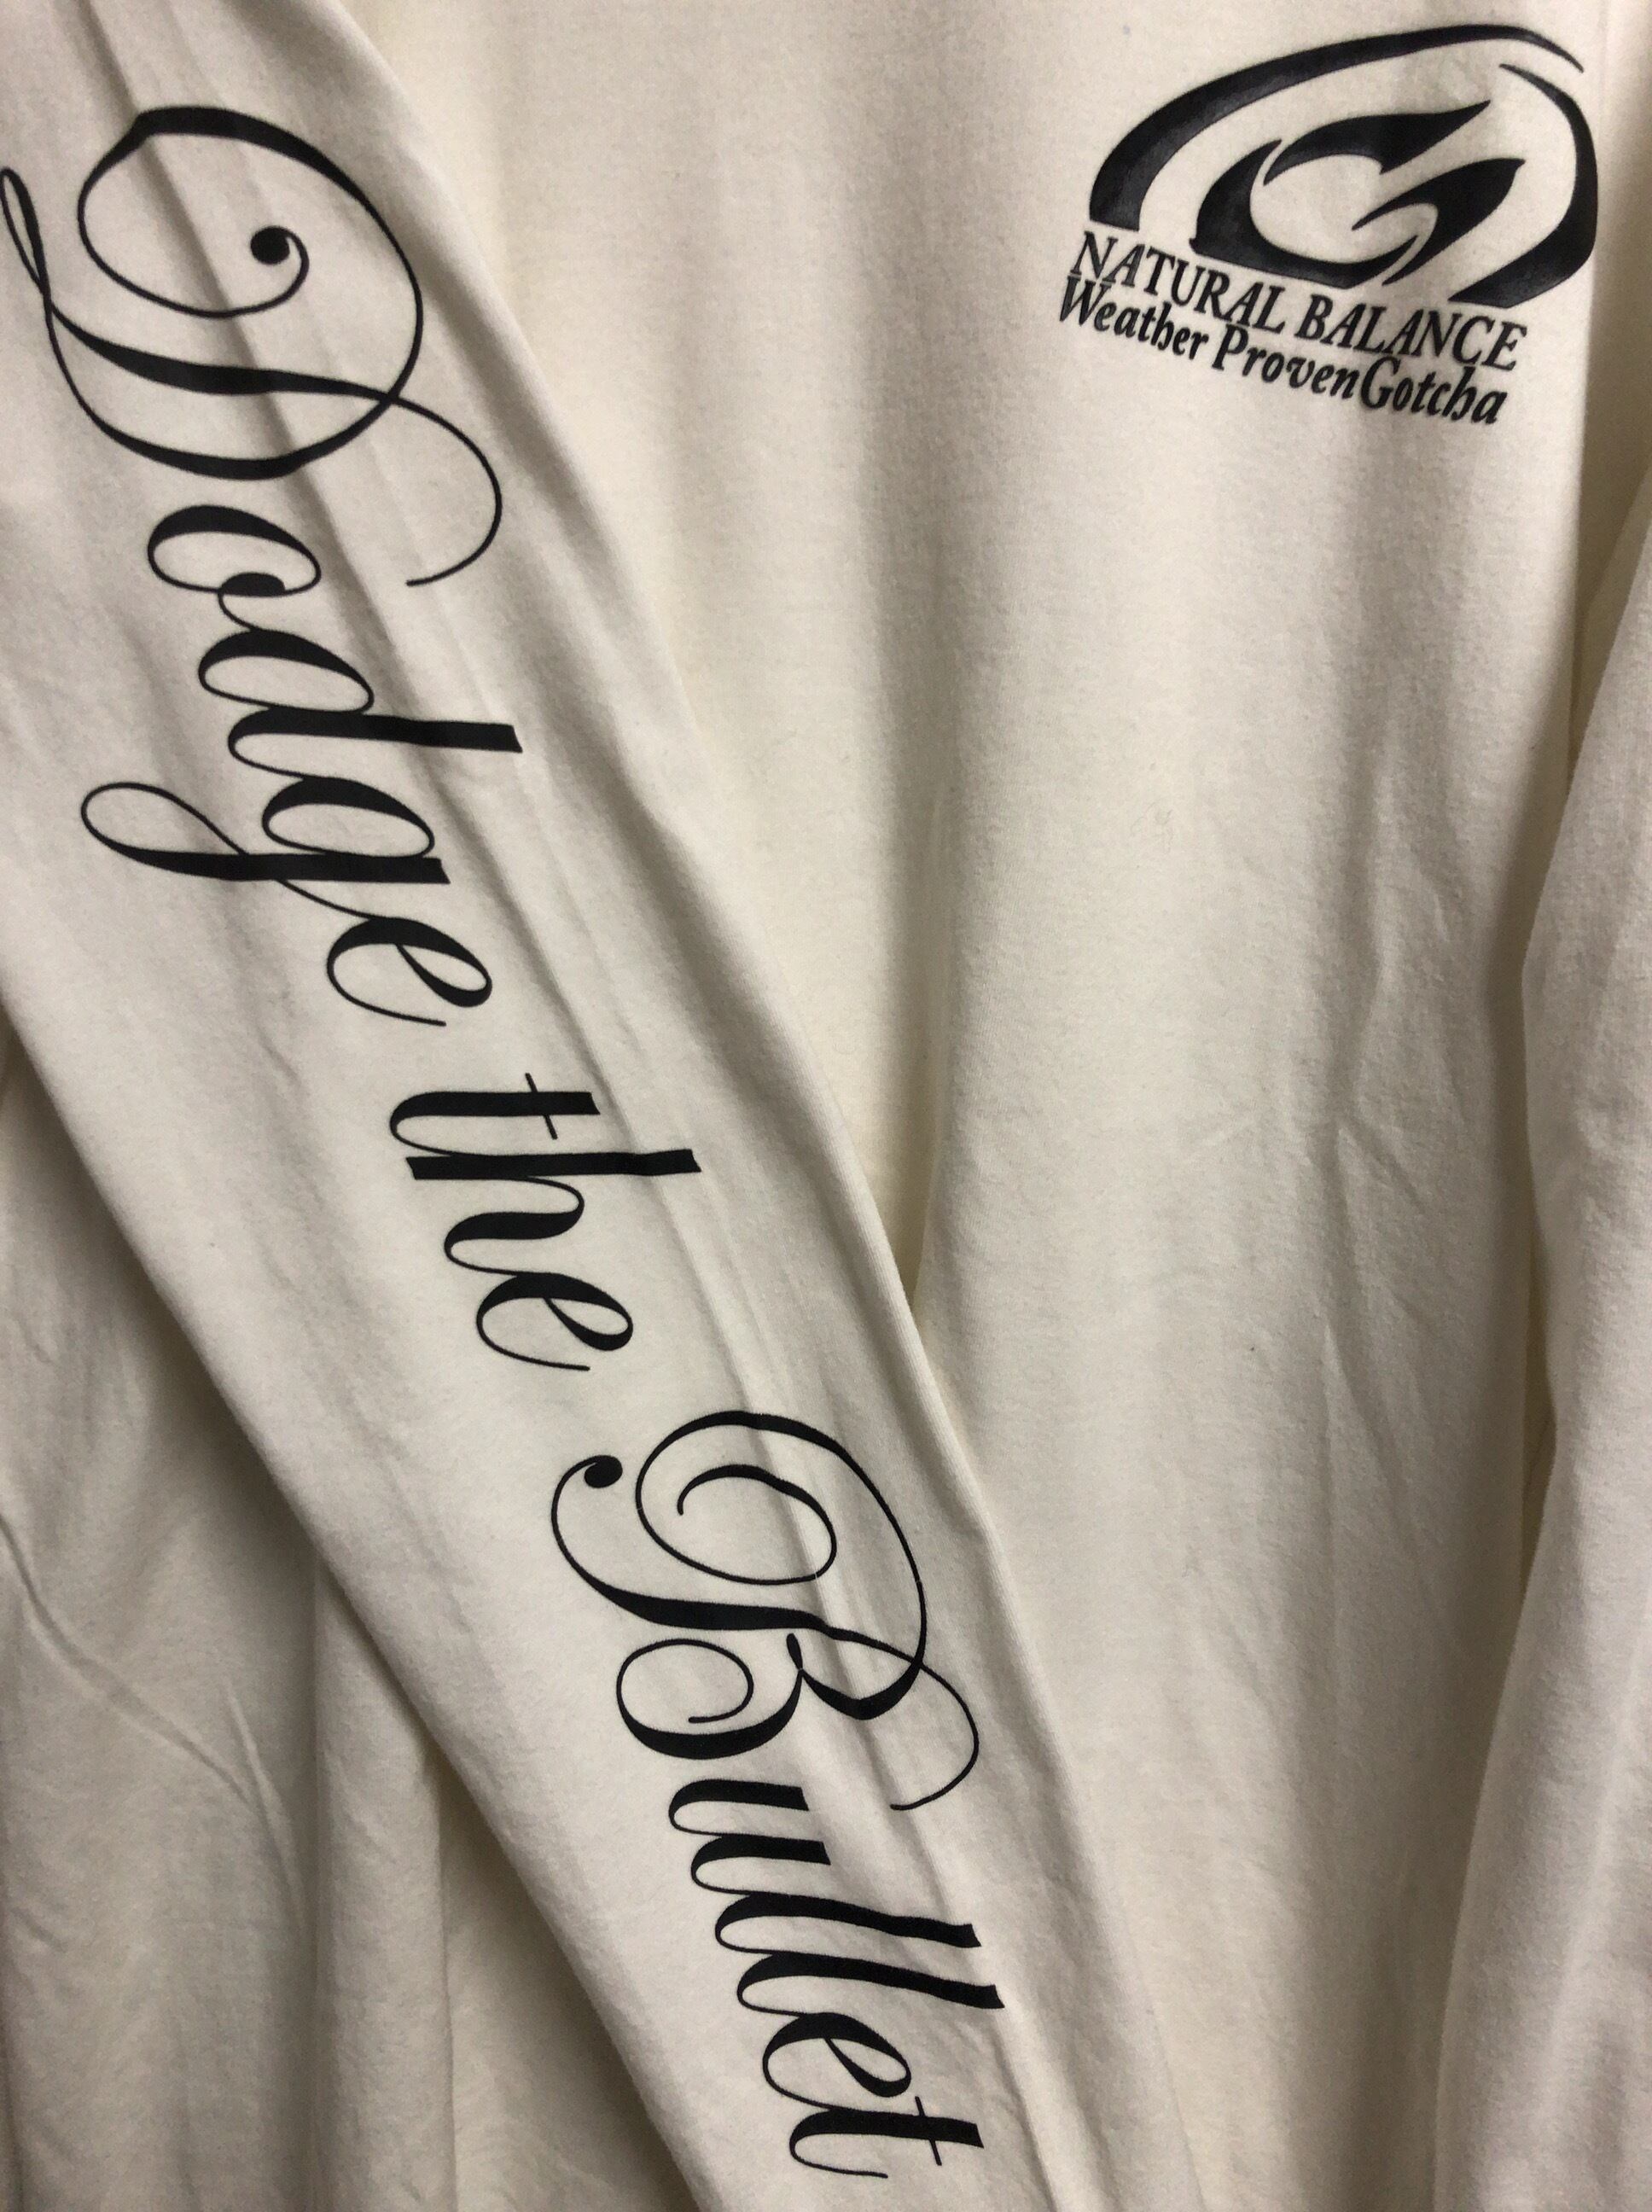 Dodge the Bullet
NATURAL BALANCE
Weather ProvenGotcha